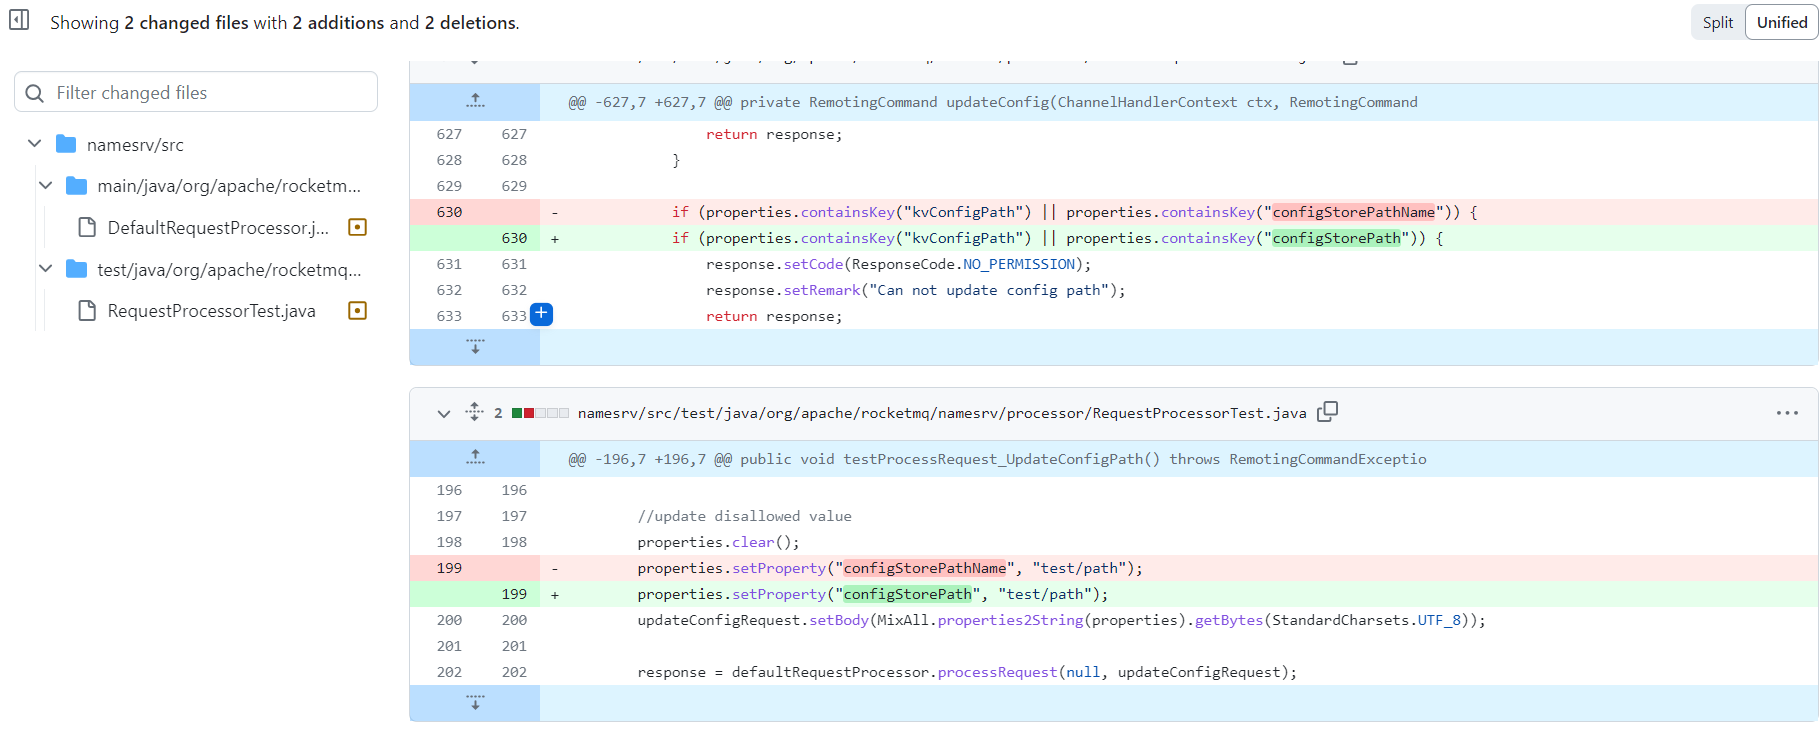 Showing 2 changed files with 2 additions and 2 deletions.
Split Unified
Filter changed files
namesrv/src
main/java/org/apache/rocketm...
DefaultRequestProcessor.j...
test/java/org/apache/rocketmq...
RequestProcessorTest.java
@@ -627,7 +627,7 @@ private RemotingCommand updateConfig(ChannelHandlerContext ctx, RemotingCommand
627 627 return response;
628 628 }
629 629
630 - if (properties.containsKey("kvConfigPath") || properties.containsKey("configStorePathName")) {
630 + if (properties.containsKey("kvConfigPath") || properties.containsKey("configStorePath")) {
631 631 response.setCode(ResponseCode.NO_PERMISSION);
632 632 response.setRemark("Can not update config path");
633 633 return response;
2 namesrv/src/test/java/org/apache/rocketmq/namesrv/processor/RequestProcessorTest.java
@@ -196,7 +196,7 @@ public void testProcessRequest_UpdateConfigPath() throws RemotingCommandExceptio
196 196
197 197 //update disallowed value
198 198 properties.clear();
199 - properties.setProperty("configStorePathName", "test/path");
199 + properties.setProperty("configStorePath", "test/path");
200 200 updateConfigRequest.setBody(MixAll.properties2String(properties).getBytes(StandardCharsets.UTF_8));
201 201
202 202 response = defaultRequestProcessor.processRequest(null, updateConfigRequest);